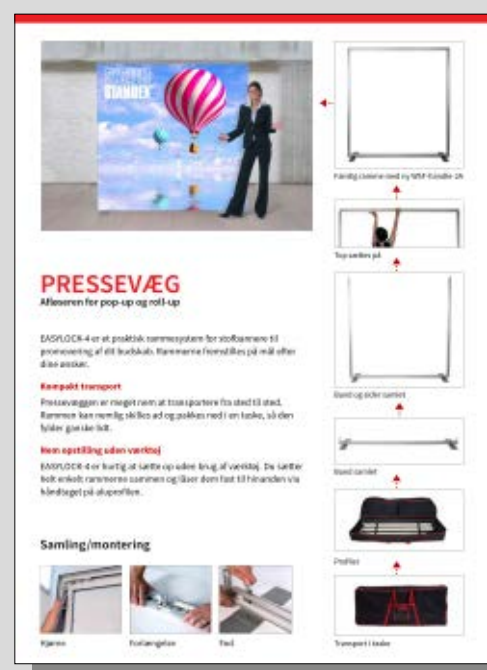 STANDEX
PRESSEVÆG
Afløseren for pop-up og roll-up
EASYLOCK-4 er et praktisk rammesystem for stofbannere til
promovering af dit budskab. Rammerne fremstilles på mål efter
dine ønsker.
Kompakt transport
Pressevæggen er meget nem at transportere fra sted til sted.
Rammen kan nemlig skilles ad og pakkes ned i en taske, så den
fylder ganske lidt.
Nem opstilling uden værktøj
EASYLOCK-4 er hurtig at sætte op uden brug af værktøj. Du sætter
helt enkelt rammerne sammen og låser dem fast til hinanden via
håndtaget på aluprofilen.
Samling/montering
Hjørne
Forlængelse
Fod
Færdig ramme med ny WSF-handle-2A
Top sættes på
Bund og sider samlet
Bund samlet
Profiler
Transport i taske